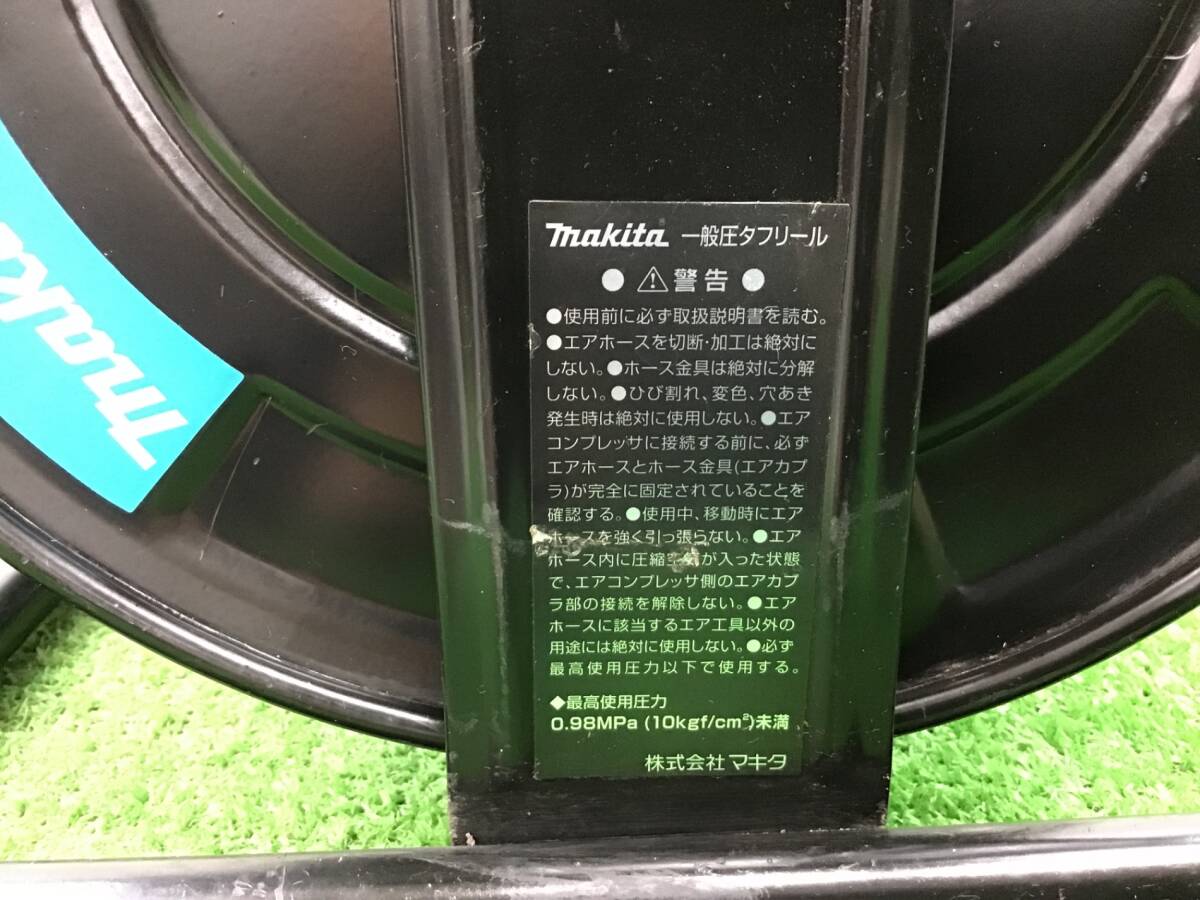 makita
makita 一般圧タフリール
● ⚠ 警告 ●
●使用前に必ず取扱説明書を読む。
●エアホースを切断・加工は絶対に
しない。●ホース金具は絶対に分解
しない。●ひび割れ、変色、穴あき
発生時は絶対に使用しない。●エア
コンプレッサに接続する前に、必ず
エアホースとホース金具(エアカプ
ラ)が完全に固定されていることを
確認する。●使用中、移動時にエア
ホースを強く引っ張らない。●エア
ホース内に圧縮空気が入った状態
で、エアコンプレッサ側のエアカプ
ラ部の接続を解除しない。●エア
ホースに該当するエア工具以外の
用途には絶対に使用しない。●必ず
最高使用圧力以下で使用する。
◆最高使用圧力
0.98MPa (10kgf/cm²)未満
株式会社マキタ